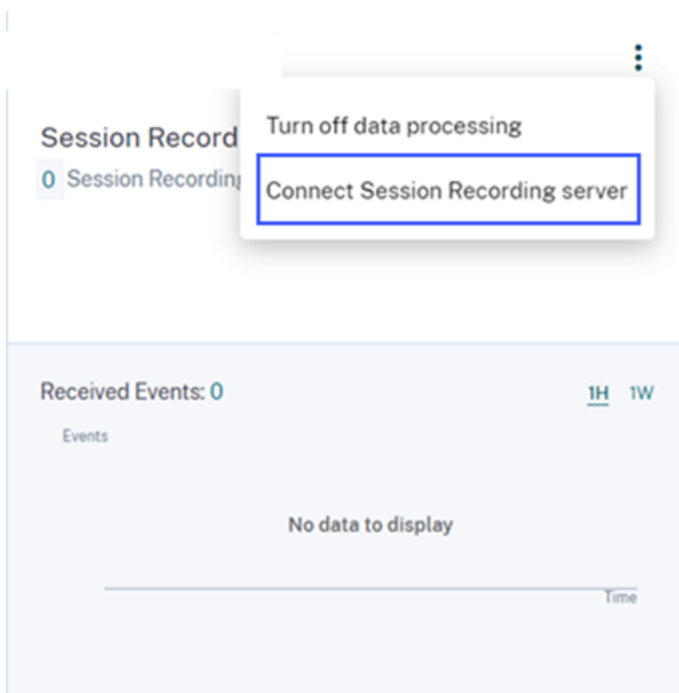 Turn off data processing
Session Record
Connect Session Recording server
0 Session Recording
Received Events: 0
1H 1W
Events
No data to display
Time